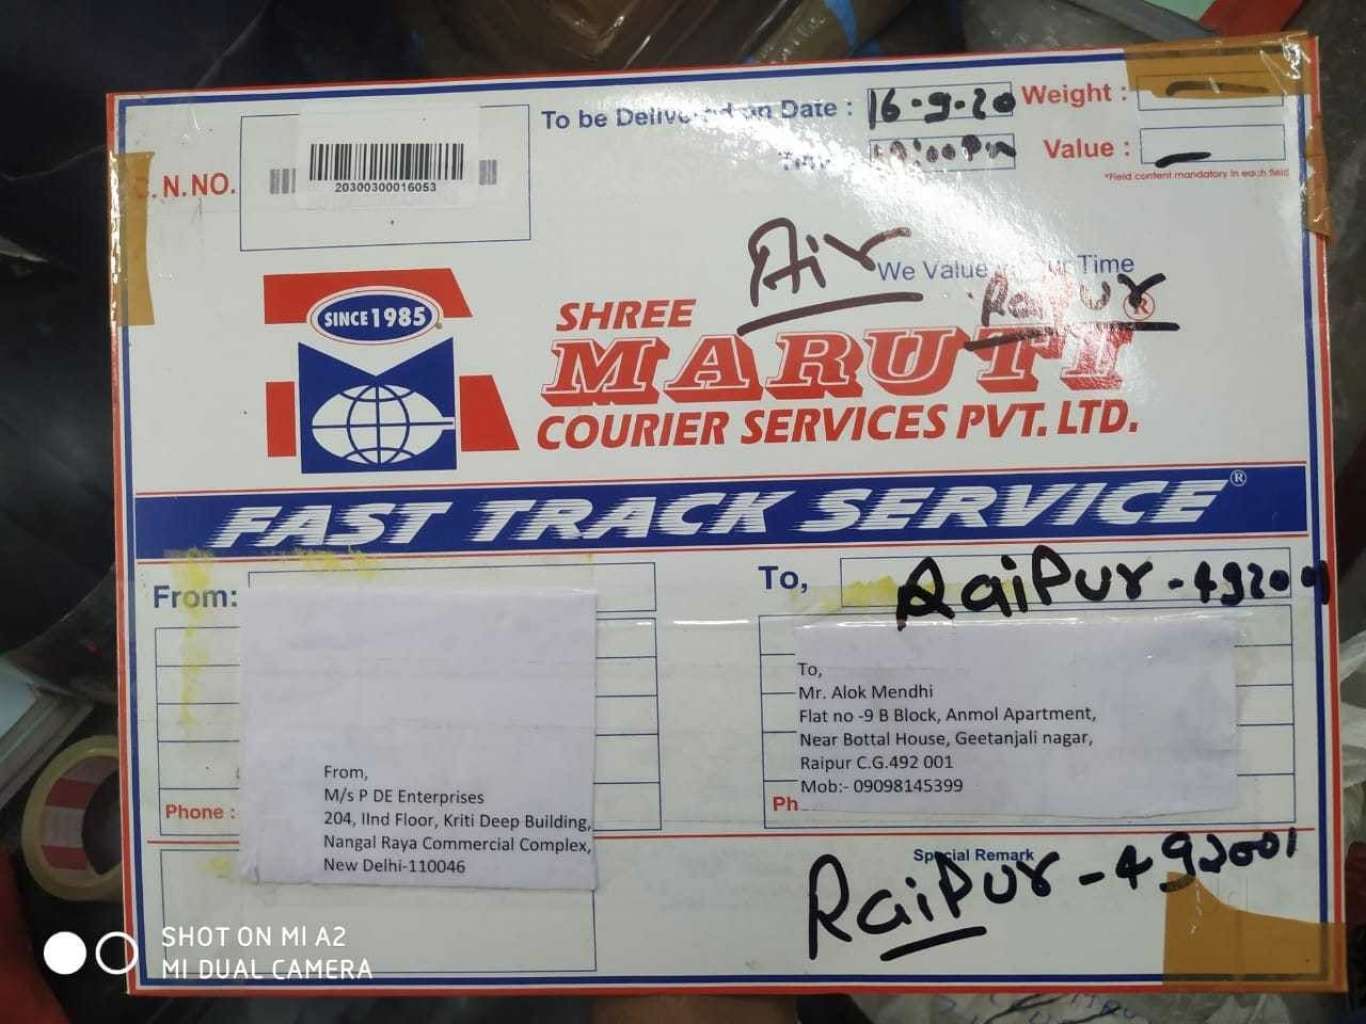 To be Delivered on Date : 16-9-20 Weight : —
Value : —
*Field content mandatory in each field
.N.NO.
20300300016053
Air
We Value Time
Raipur
SINCE 1985
SHREE
MARUTI
COURIER SERVICES PVT. LTD.
FAST TRACK SERVICE
From:
To,
Raipur - 492001
From,
M/s P DE Enterprises
204, IInd Floor, Kriti Deep Building,
Nangal Raya Commercial Complex,
New Delhi-110046
Phone :
To,
Mr. Alok Mendhi
Flat no -9 B Block, Anmol Apartment,
Near Bottal House, Geetanjali nagar,
Raipur C.G.492 001
Mob:- 09098145399
Ph
Special Remark
Raipur - 492001
SHOT ON MI A2
MI DUAL CAMERA